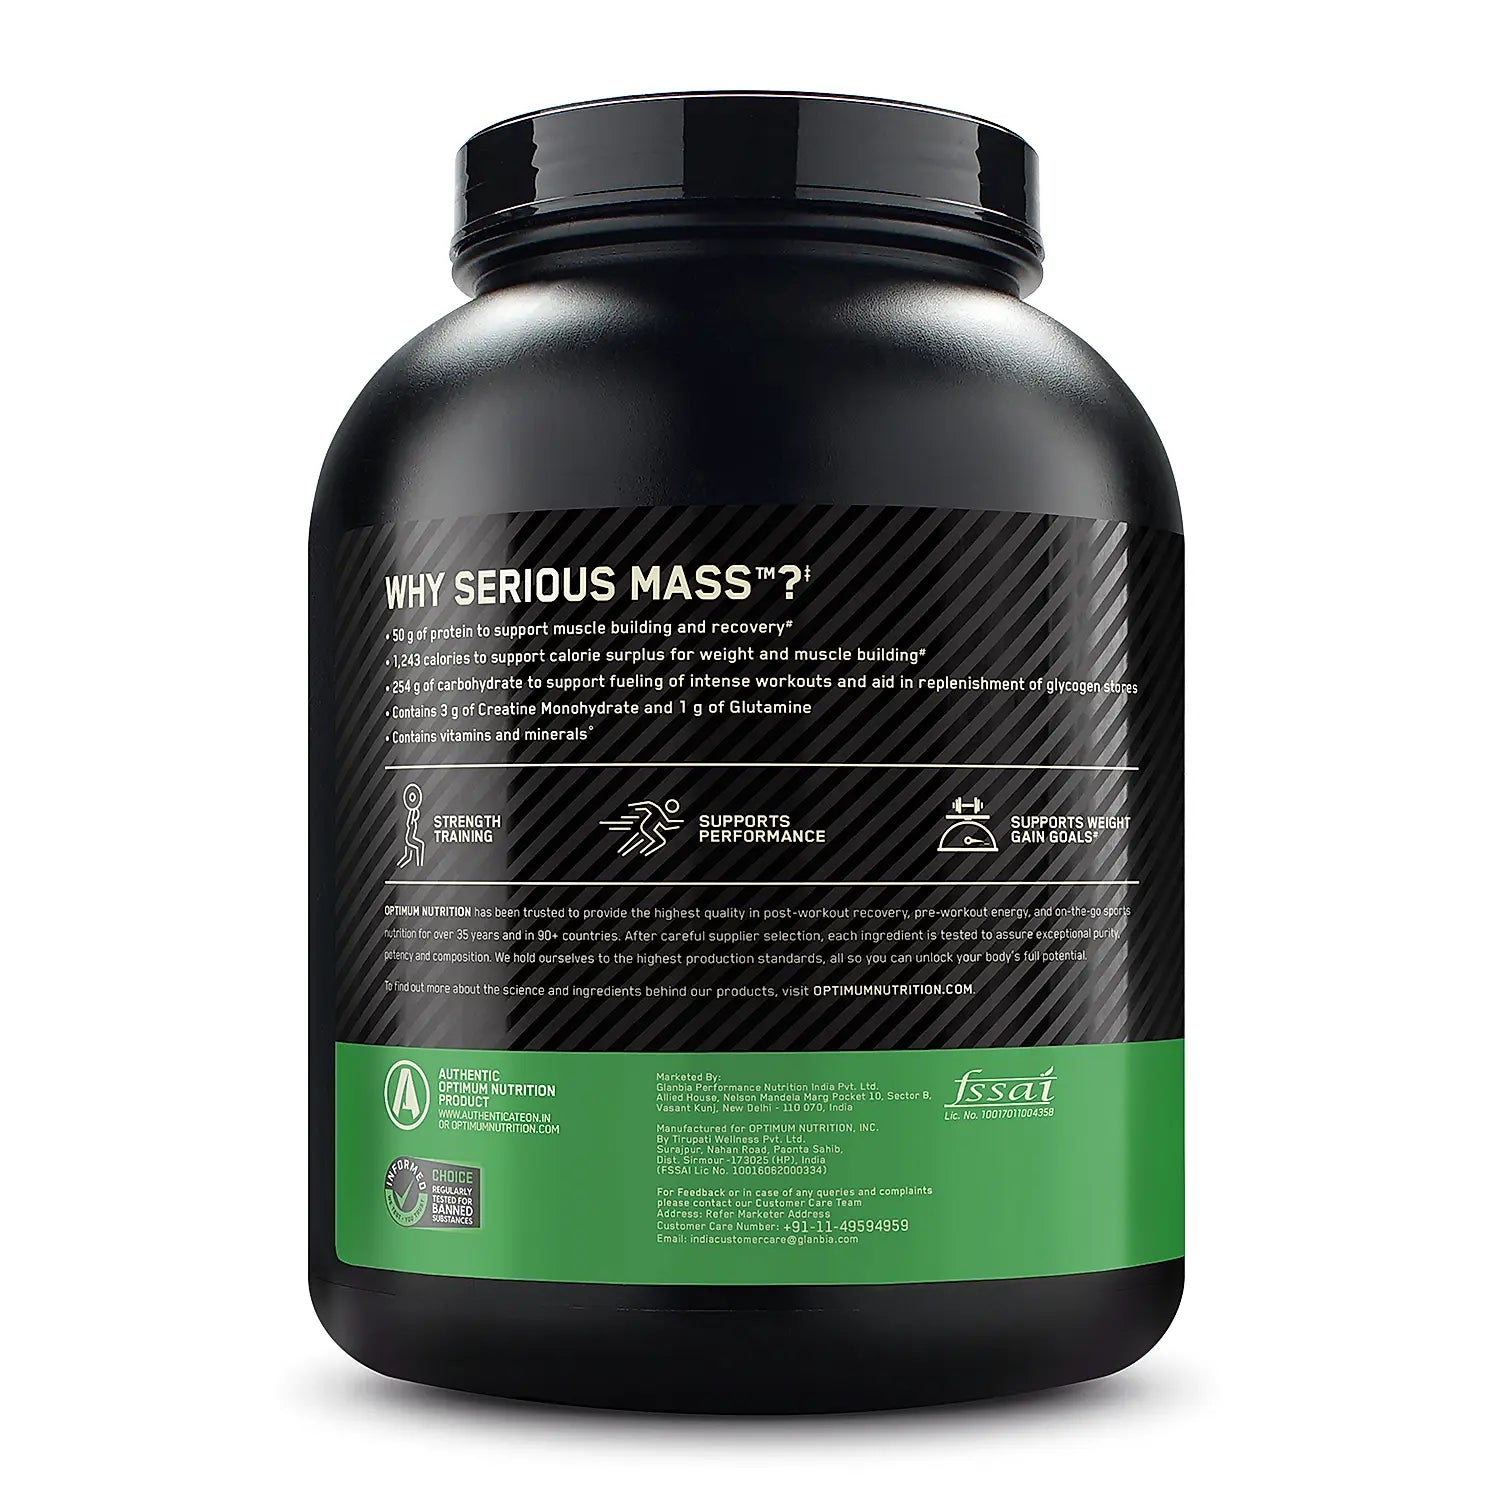 WHY SERIOUS MASS™?‡
• 50 g of protein to support muscle building and recovery#
• 1,243 calories to support calorie surplus for weight and muscle building#
• 254 g of carbohydrate to support fueling of intense workouts and aid in replenishment of glycogen stores
• Contains 3 g of Creatine Monohydrate and 1 g of Glutamine
• Contains vitamins and minerals°
STRENGTH
TRAINING
SUPPORTS
PERFORMANCE
SUPPORTS WEIGHT
GAIN GOALS#
OPTIMUM NUTRITION has been trusted to provide the highest quality in post-workout recovery, pre-workout energy, and on-the-go sports
nutrition for over 35 years and in 90+ countries. After careful supplier selection, each ingredient is tested to assure exceptional purity,
potency and composition. We hold ourselves to the highest production standards, all so you can unlock your body's full potential.
To find out more about the science and ingredients behind our products, visit OPTIMUMNUTRITION.COM.
A
AUTHENTIC
OPTIMUM NUTRITION
PRODUCT
WWW.AUTHENTICATEON.IN
OR OPTIMUMNUTRITION.COM
INFORMED
CHOICE
REGULARLY
TESTED FOR
BANNED
SUBSTANCES
Marketed By:
Glanbia Performance Nutrition India Pvt. Ltd.
Allied House, Nelson Mandela Marg Pocket 10, Sector B,
Vasant Kunj, New Delhi - 110 070, India
Manufactured for OPTIMUM NUTRITION, INC.
By Tirupati Wellness Pvt. Ltd.
Surajpur, Nahan Road, Paonta Sahib,
Dist. Sirmour -173025 (HP), India
(FSSAI Lic No. 10016062000334)
For Feedback or in case of any queries and complaints
please contact our Customer Care Team
Address: Refer Marketer Address
Customer Care Number: +91-11-49594959
Email: indiacustomercare@glanbia.com
fssai
Lic. No. 10017011004358